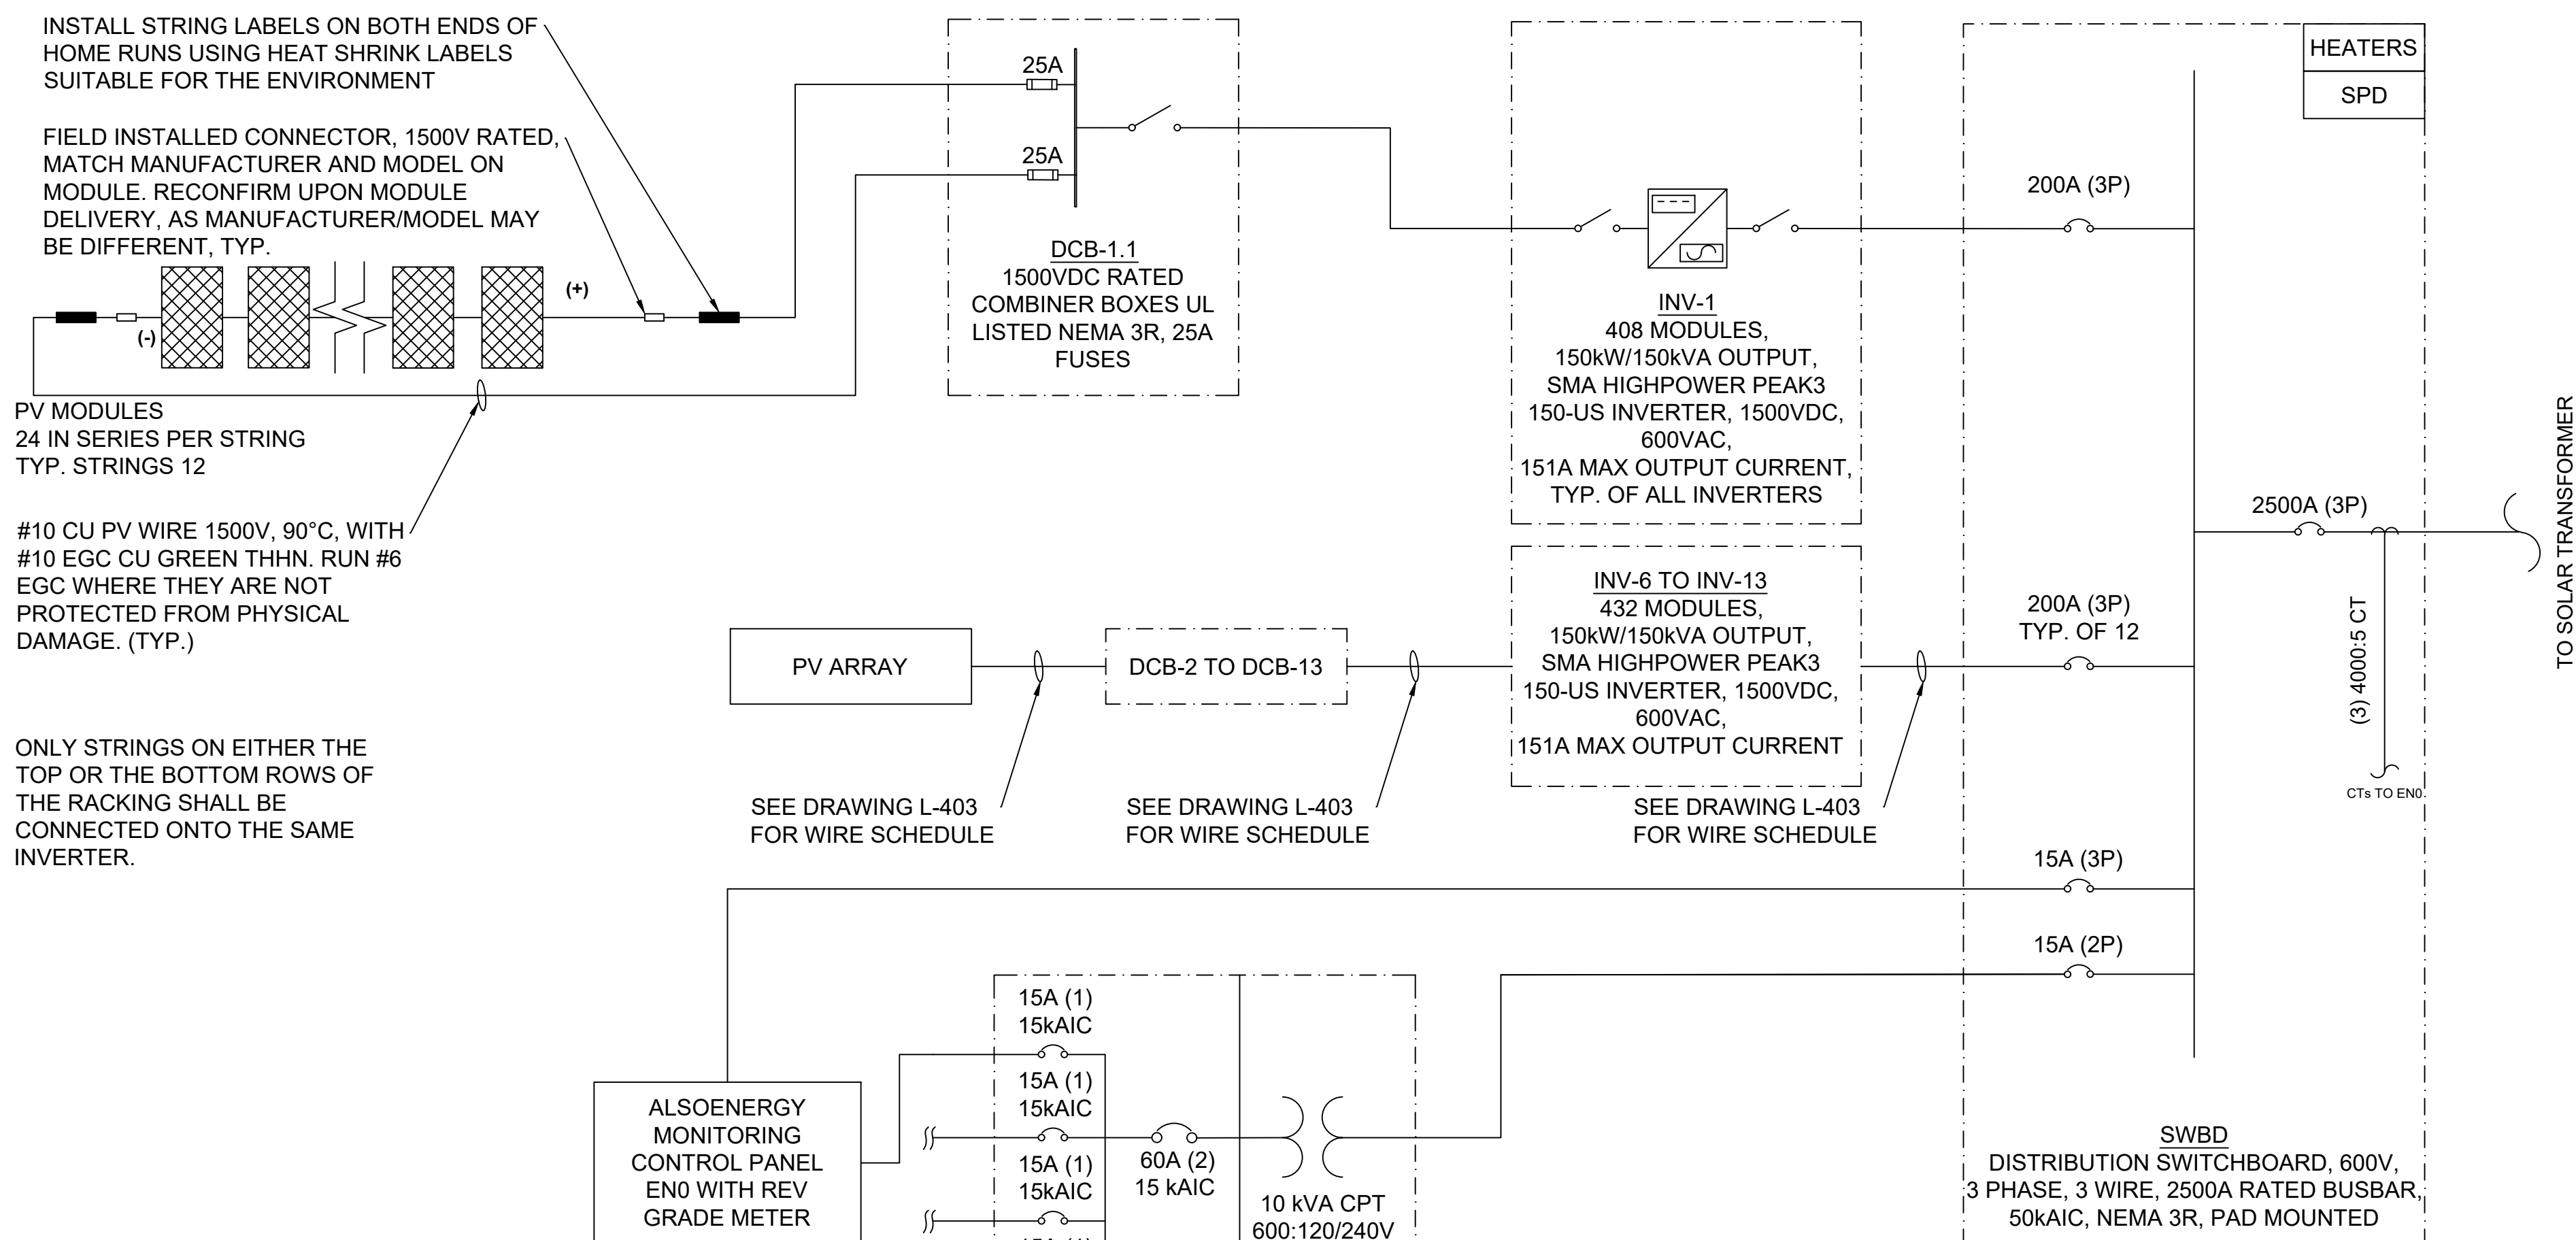 INSTALL STRING LABELS ON BOTH ENDS OF
HOME RUNS USING HEAT SHRINK LABELS
SUITABLE FOR THE ENVIRONMENT
FIELD INSTALLED CONNECTOR, 1500V RATED,
MATCH MANUFACTURER AND MODEL ON
MODULE. RECONFIRM UPON MODULE
DELIVERY, AS MANUFACTURER/MODEL MAY
BE DIFFERENT, TYP.
(+)
(-)
PV MODULES
24 IN SERIES PER STRING
TYP. STRINGS 12
#10 CU PV WIRE 1500V, 90°C, WITH
#10 EGC CU GREEN THHN. RUN #6
EGC WHERE THEY ARE NOT
PROTECTED FROM PHYSICAL
DAMAGE. (TYP.)
ONLY STRINGS ON EITHER THE
TOP OR THE BOTTOM ROWS OF
THE RACKING SHALL BE
CONNECTED ONTO THE SAME
INVERTER.
25A
25A
DCB-1.1
1500VDC RATED
COMBINER BOXES UL
LISTED NEMA 3R, 25A
FUSES
INV-1
408 MODULES,
150kW/150kVA OUTPUT,
SMA HIGHPOWER PEAK3
150-US INVERTER, 1500VDC,
600VAC,
151A MAX OUTPUT CURRENT,
TYP. OF ALL INVERTERS
HEATERS
SPD
200A (3P)
2500A (3P)
TO SOLAR TRANSFORMER
(3) 4000:5 CT
CTs TO EN0
PV ARRAY
DCB-2 TO DCB-13
INV-6 TO INV-13
432 MODULES,
150kW/150kVA OUTPUT,
SMA HIGHPOWER PEAK3
150-US INVERTER, 1500VDC,
600VAC,
151A MAX OUTPUT CURRENT
200A (3P)
TYP. OF 12
SEE DRAWING L-403
FOR WIRE SCHEDULE
SEE DRAWING L-403
FOR WIRE SCHEDULE
SEE DRAWING L-403
FOR WIRE SCHEDULE
15A (3P)
15A (2P)
ALSOENERGY
MONITORING
CONTROL PANEL
EN0 WITH REV
GRADE METER
15A (1)
15kAIC
15A (1)
15kAIC
15A (1)
15kAIC
15A (1)
60A (2)
15 kAIC
10 kVA CPT
600:120/240V
SWBD
DISTRIBUTION SWITCHBOARD, 600V,
3 PHASE, 3 WIRE, 2500A RATED BUSBAR,
50kAIC, NEMA 3R, PAD MOUNTED